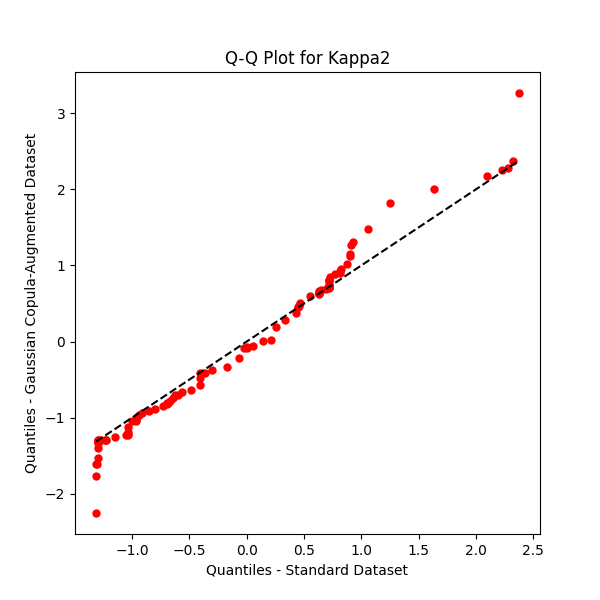 Q-Q Plot for Kappa2
Quantiles - Gaussian Copula-Augmented Dataset
3
2
1
0
−1
−2
−1.0 −0.5 0.0 0.5 1.0 1.5 2.0 2.5
Quantiles - Standard Dataset